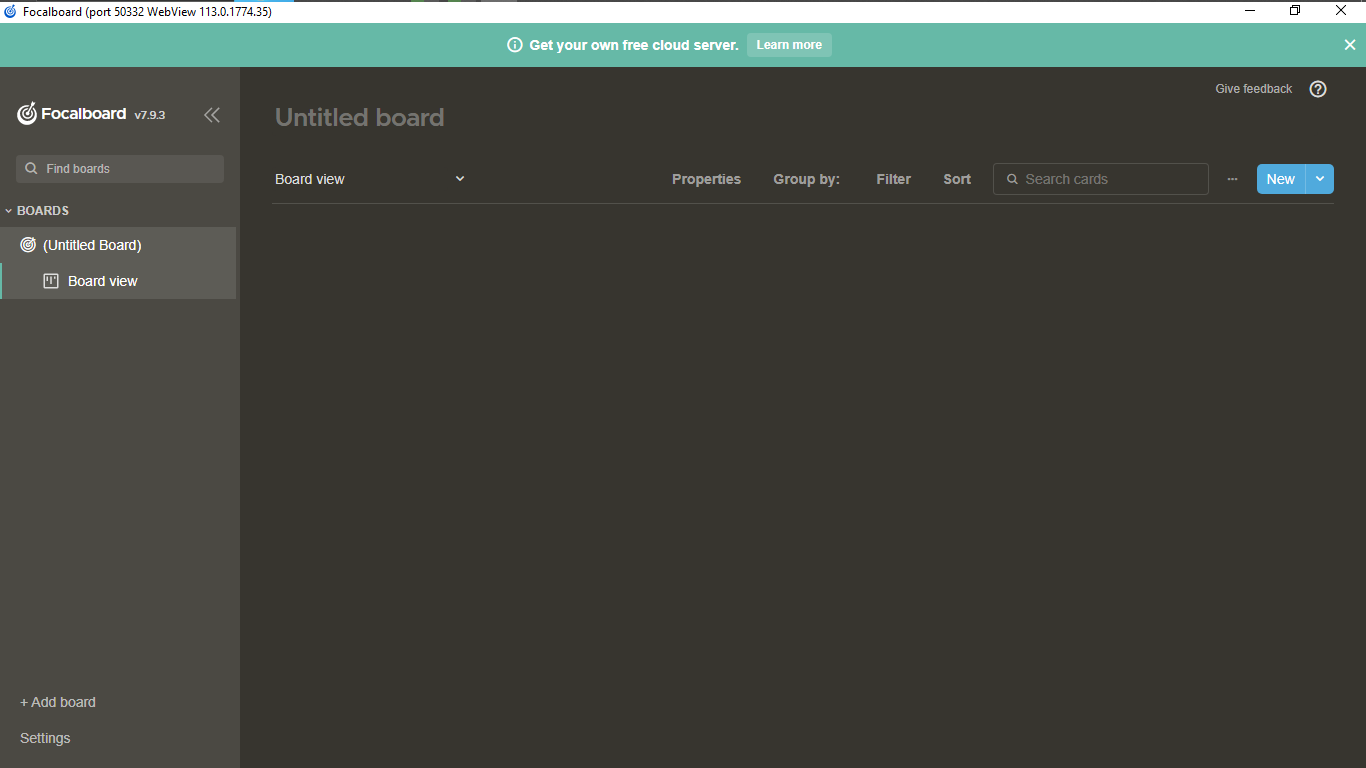 Focalboard (port 50332 WebView 113.0.1774.35)
Get your own free cloud server. Learn more
Give feedback
Focalboard v7.9.3
Untitled board
Find boards
Board view
Properties Group by: Filter Sort Search cards ··· New
BOARDS
(Untitled Board)
Board view
+ Add board
Settings